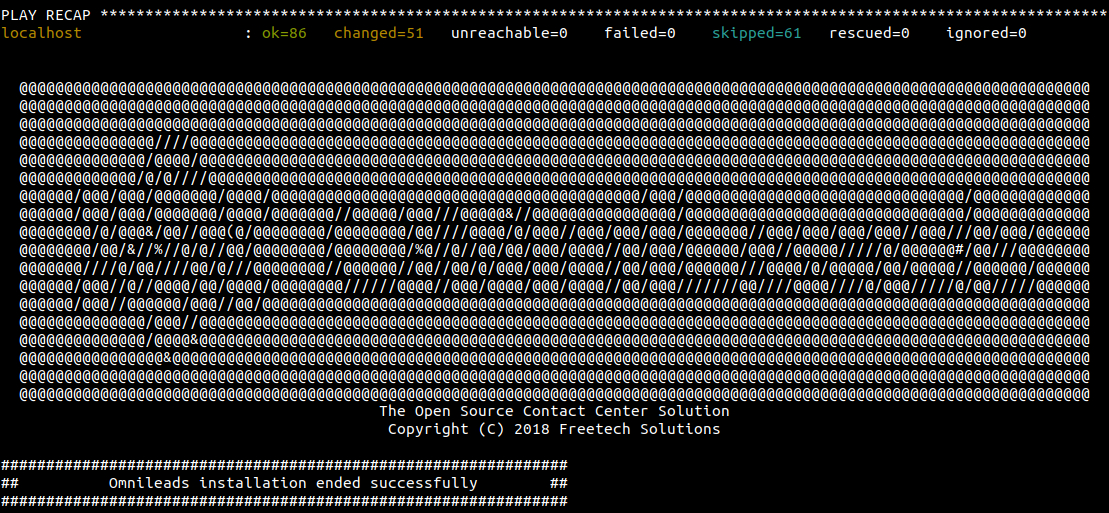 PLAY RECAP ****************************************************************************************************************
localhost                  : ok=86   changed=51   unreachable=0    failed=0    skipped=61   rescued=0    ignored=0
The Open Source Contact Center Solution
Copyright (C) 2018 Freetech Solutions
###############################################################
##          Omnileads installation ended successfully        ##
###############################################################